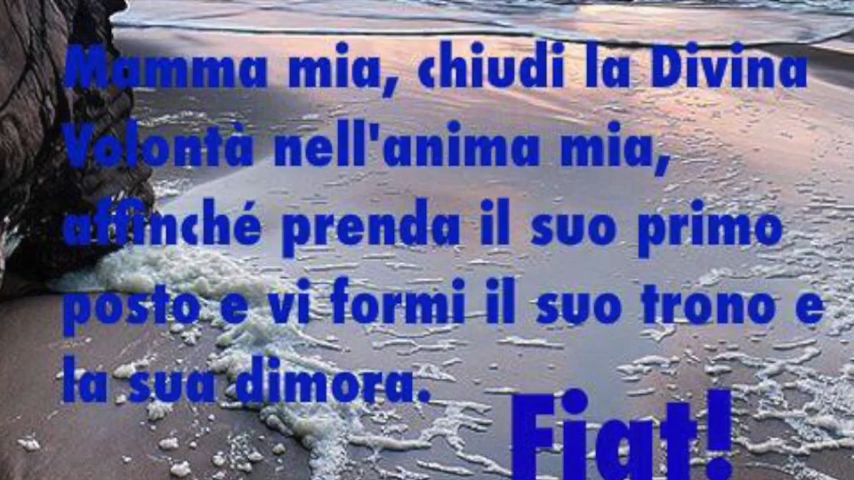 Mamma mia, chiudi la Divina
Volontà nell'anima mia,
affinché prenda il suo primo
posto e vi formi il suo trono e
la sua dimora.
Fiat!